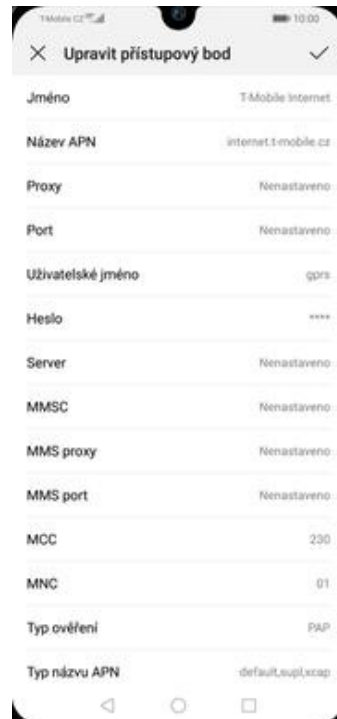 T-Mobile CZ 10:00
Upravit přístupový bod
Jméno T-Mobile Internet
Název APN internet.t-mobile.cz
Proxy Nenastaveno
Port Nenastaveno
Uživatelské jméno gprs
Heslo ****
Server Nenastaveno
MMSC Nenastaveno
MMS proxy Nenastaveno
MMS port Nenastaveno
MCC 230
MNC 01
Typ ověření PAP
Typ názvu APN default,supl,xcap